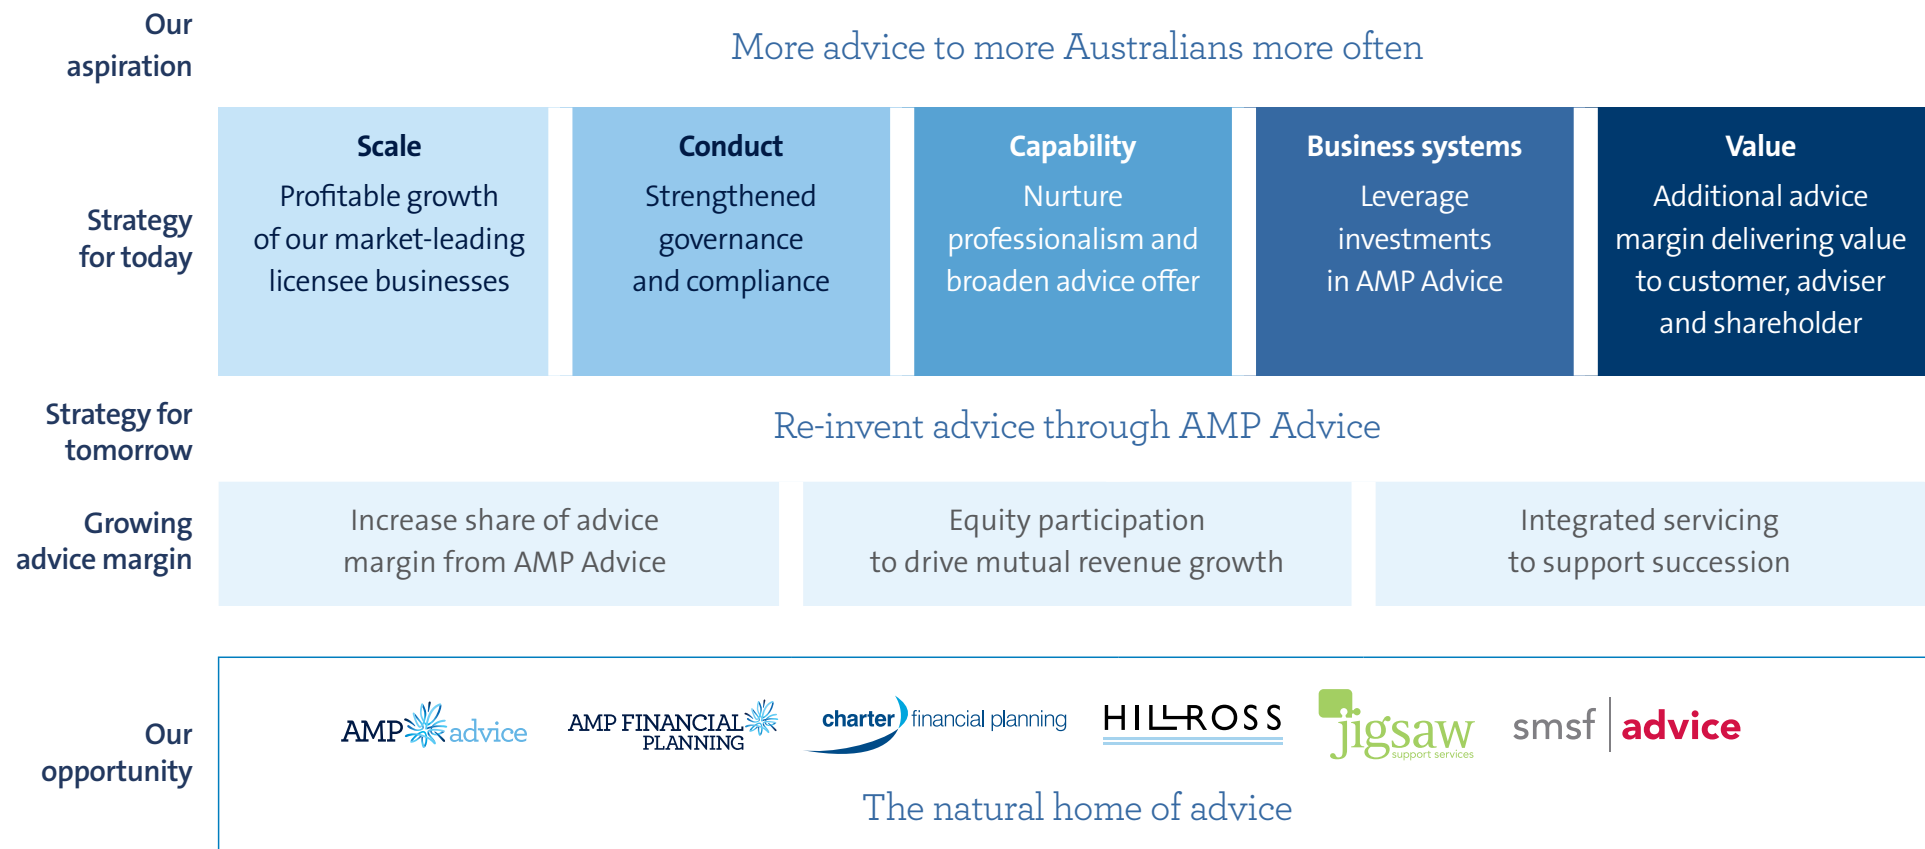 Our
aspiration
More advice to more Australians more often
Strategy
for today
Scale
Profitable growth
of our market-leading
licensee businesses
Conduct
Strengthened
governance
and compliance
Capability
Nurture
professionalism and
broaden advice offer
Business systems
Leverage
investments
in AMP Advice
Value
Additional advice
margin delivering value
to customer, adviser
and shareholder
Strategy for
tomorrow
Re-invent advice through AMP Advice
Growing
advice margin
Increase share of advice
margin from AMP Advice
Equity participation
to drive mutual revenue growth
Integrated servicing
to support succession
Our
opportunity
AMP advice
AMP FINANCIAL
PLANNING
charter financial planning
HILLROSS
jigsaw
support services
smsf advice
The natural home of advice